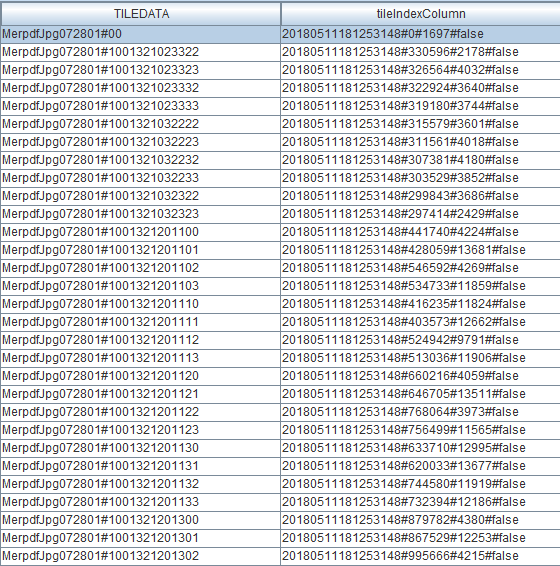 TILEDATA tileIndexColumn
MerpdfJpg072801#00 20180511181253148#0#1697#false
MerpdfJpg072801#1001321023322 20180511181253148#330596#2178#false
MerpdfJpg072801#1001321023323 20180511181253148#326564#4032#false
MerpdfJpg072801#1001321023332 20180511181253148#322924#3640#false
MerpdfJpg072801#1001321023333 20180511181253148#319180#3744#false
MerpdfJpg072801#1001321032222 20180511181253148#315579#3601#false
MerpdfJpg072801#1001321032223 20180511181253148#311561#4018#false
MerpdfJpg072801#1001321032232 20180511181253148#307381#4180#false
MerpdfJpg072801#1001321032233 20180511181253148#303529#3852#false
MerpdfJpg072801#1001321032322 20180511181253148#299843#3686#false
MerpdfJpg072801#1001321032323 20180511181253148#297414#2429#false
MerpdfJpg072801#1001321201100 20180511181253148#441740#4224#false
MerpdfJpg072801#1001321201101 20180511181253148#428059#13681#false
MerpdfJpg072801#1001321201102 20180511181253148#546592#4269#false
MerpdfJpg072801#1001321201103 20180511181253148#534733#11859#false
MerpdfJpg072801#1001321201110 20180511181253148#416235#11824#false
MerpdfJpg072801#1001321201111 20180511181253148#403573#12662#false
MerpdfJpg072801#1001321201112 20180511181253148#524942#9791#false
MerpdfJpg072801#1001321201113 20180511181253148#513036#11906#false
MerpdfJpg072801#1001321201120 20180511181253148#660216#4059#false
MerpdfJpg072801#1001321201121 20180511181253148#646705#13511#false
MerpdfJpg072801#1001321201122 20180511181253148#768064#3973#false
MerpdfJpg072801#1001321201123 20180511181253148#756499#11565#false
MerpdfJpg072801#1001321201130 20180511181253148#633710#12995#false
MerpdfJpg072801#1001321201131 20180511181253148#620033#13677#false
MerpdfJpg072801#1001321201132 20180511181253148#744580#11919#false
MerpdfJpg072801#1001321201133 20180511181253148#732394#12186#false
MerpdfJpg072801#1001321201300 20180511181253148#879782#4380#false
MerpdfJpg072801#1001321201301 20180511181253148#867529#12253#false
MerpdfJpg072801#1001321201302 20180511181253148#995666#4215#false